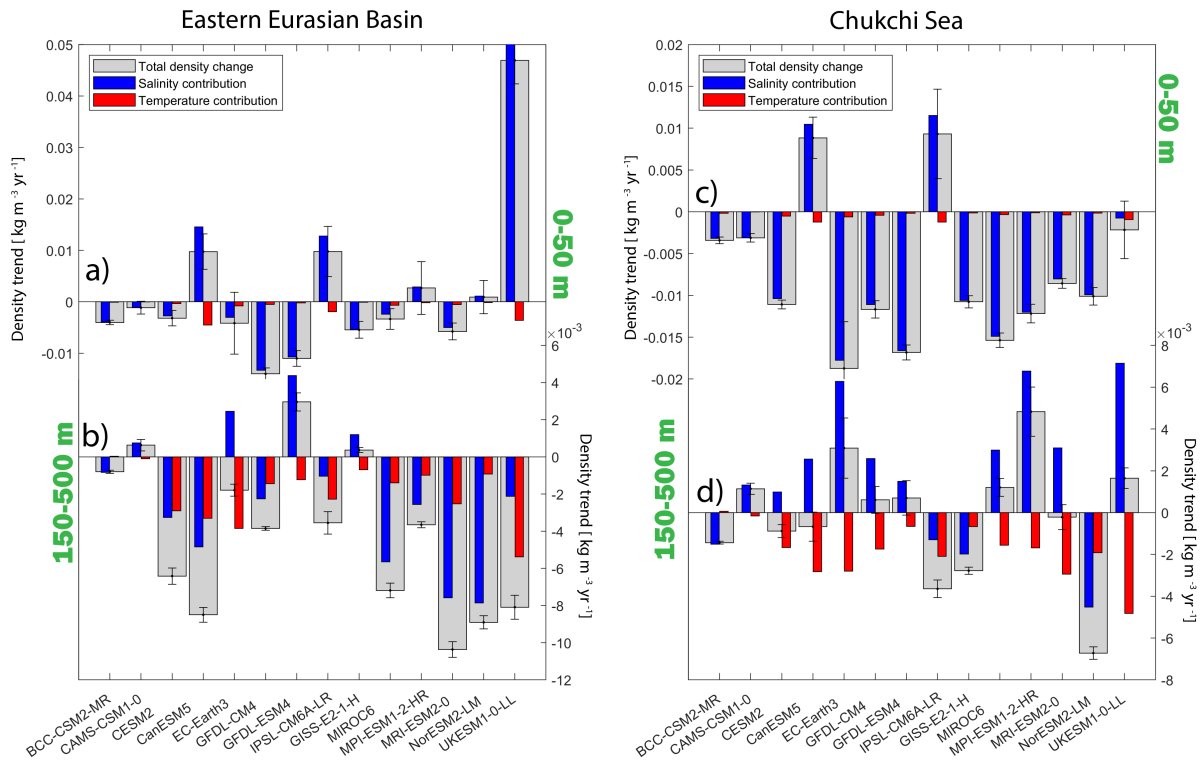 Eastern Eurasian Basin
Chukchi Sea
0.05
0.04
0.03
0.02
0.01
0
-0.01
Density trend [ kg m -3 yr -1]
Total density change
Salinity contribution
Temperature contribution
a)
0-50 m
×10-3
6
4
2
0
-2
-4
-6
-8
-10
-12
Density trend [ kg m -3 yr -1]
b)
150-500 m
BCC-CSM2-MR
CAMS-CSM1-0
CESM2
CanESM5
EC-Earth3
GFDL-CM4
GFDL-ESM4
IPSL-CM6A-LR
GISS-E2-1-H
MIROC6
MPI-ESM1-2-HR
MRI-ESM2-0
NorESM2-LM
UKESM1-0-LL
0.02
0.015
0.01
0.005
0
-0.005
-0.01
-0.015
-0.02
Density trend [ kg m -3 yr -1]
Total density change
Salinity contribution
Temperature contribution
c)
0-50 m
×10-3
8
6
4
2
0
-2
-4
-6
-8
Density trend [ kg m -3 yr -1]
d)
150-500 m
BCC-CSM2-MR
CAMS-CSM1-0
CESM2
CanESM5
EC-Earth3
GFDL-CM4
GFDL-ESM4
IPSL-CM6A-LR
GISS-E2-1-H
MIROC6
MPI-ESM1-2-HR
MRI-ESM2-0
NorESM2-LM
UKESM1-0-LL